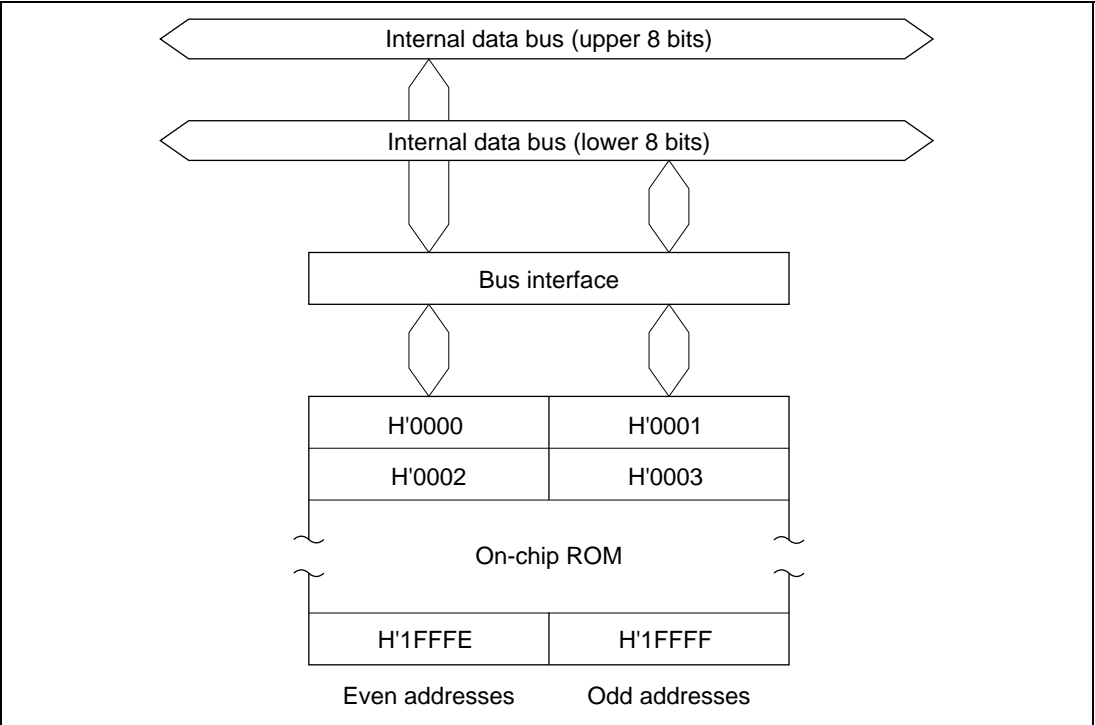 Internal data bus (upper 8 bits)
Internal data bus (lower 8 bits)
Bus interface
H'0000 H'0001
H'0002 H'0003
On-chip ROM
H'1FFFE H'1FFFF
Even addresses Odd addresses